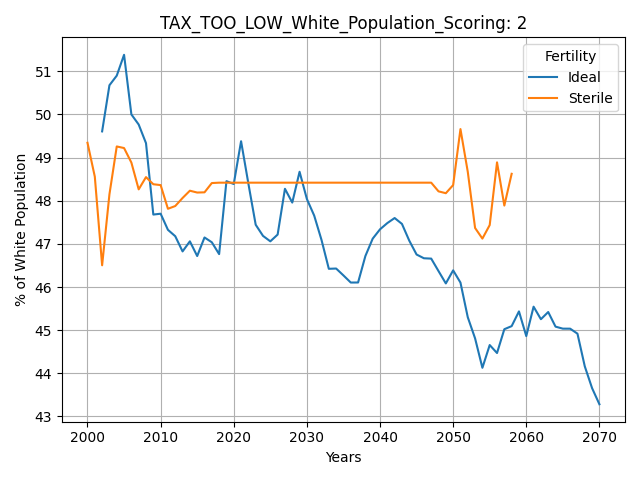 TAX_TOO_LOW_White_Population_Scoring: 2
Fertility
Ideal
Sterile
% of White Population
51
50
49
48
47
46
45
44
43
2000 2010 2020 2030 2040 2050 2060 2070
Years